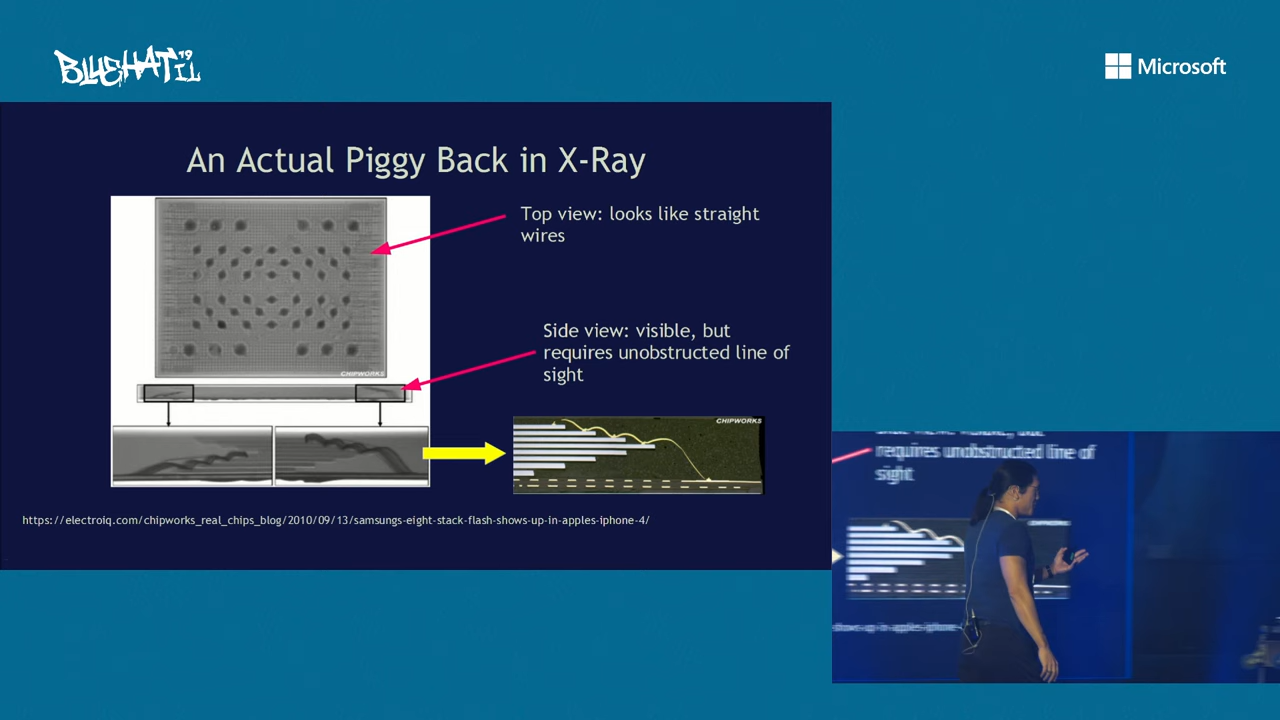 BLUEHAT IL '19
Microsoft
An Actual Piggy Back in X-Ray
Top view: looks like straight
wires
CHIPWORKS
Side view: visible, but
requires unobstructed line of
sight
CHIPWORKS
https://electroiq.com/chipworks_real_chips_blog/2010/09/13/samsungs-eight-stack-flash-shows-up-in-apples-iphone-4/
requires unobstructed line of
sight